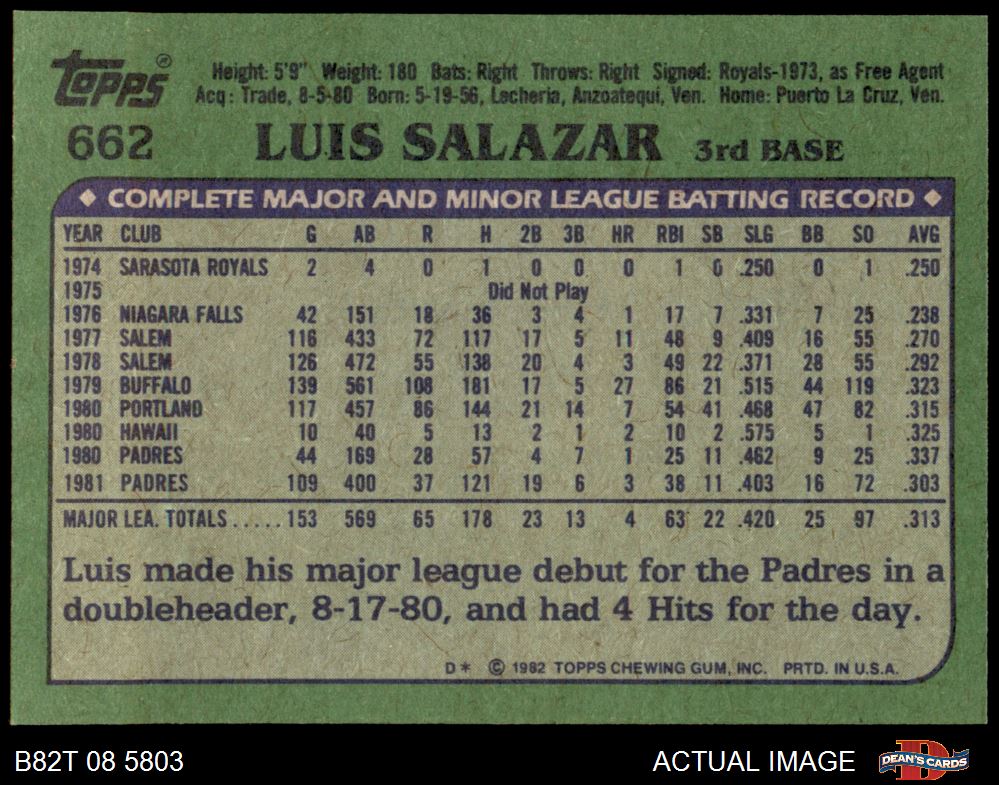 TOPPS®
Height: 5'9" Weight: 180 Bats: Right Throws: Right Signed: Royals-1973, as Free Agent
Acq: Trade, 8-5-80 Born: 5-19-56, Lecheria, Anzoatequi, Ven. Home: Puerto La Cruz, Ven.
662 LUIS SALAZAR 3rd BASE
◆ COMPLETE MAJOR AND MINOR LEAGUE BATTING RECORD ◆
YEAR CLUB G AB R H 2B 3B HR RBI SB SLG BB SO AVG
1974 SARASOTA ROYALS 2 4 0 1 0 0 0 1 0 .250 0 1 .250
1975 Did Not Play
1976 NIAGARA FALLS 42 151 18 36 3 4 1 17 7 .331 7 25 .238
1977 SALEM 116 433 72 117 17 5 11 48 9 .409 16 55 .270
1978 SALEM 126 472 55 138 20 4 3 49 22 .371 28 55 .292
1979 BUFFALO 139 561 108 181 17 5 27 86 21 .515 44 119 .323
1980 PORTLAND 117 457 86 144 21 14 7 54 41 .468 47 82 .315
1980 HAWAII 10 40 5 13 2 1 2 10 2 .575 5 1 .325
1980 PADRES 44 169 28 57 4 7 1 25 11 .462 9 25 .337
1981 PADRES 109 400 37 121 19 6 3 38 11 .403 16 72 .303
MAJOR LEA. TOTALS.....153 569 65 178 23 13 4 63 22 .420 25 97 .313
Luis made his major league debut for the Padres in a
doubleheader, 8-17-80, and had 4 Hits for the day.
D* © 1982 TOPPS CHEWING GUM, INC. PRTD. IN U.S.A.
B82T 08 5803 ACTUAL IMAGE DEAN'S CARDS